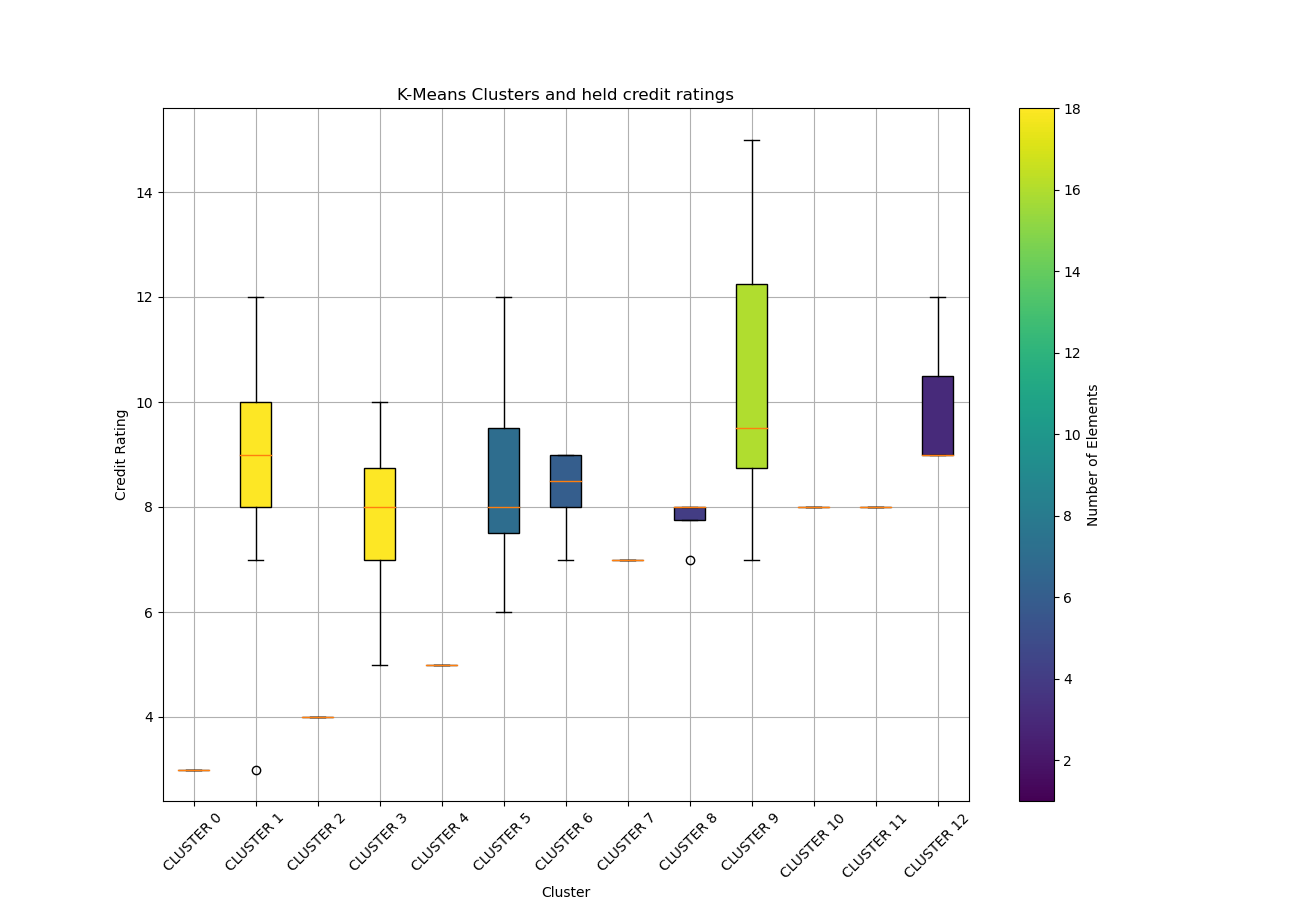 K-Means Clusters and held credit ratings
Credit Rating
14
12
10
8
6
4
CLUSTER 0
CLUSTER 1
CLUSTER 2
CLUSTER 3
CLUSTER 4
CLUSTER 5
CLUSTER 6
CLUSTER 7
CLUSTER 8
CLUSTER 9
CLUSTER 10
CLUSTER 11
CLUSTER 12
Cluster
18
16
14
12
10
8
6
4
2
Number of Elements